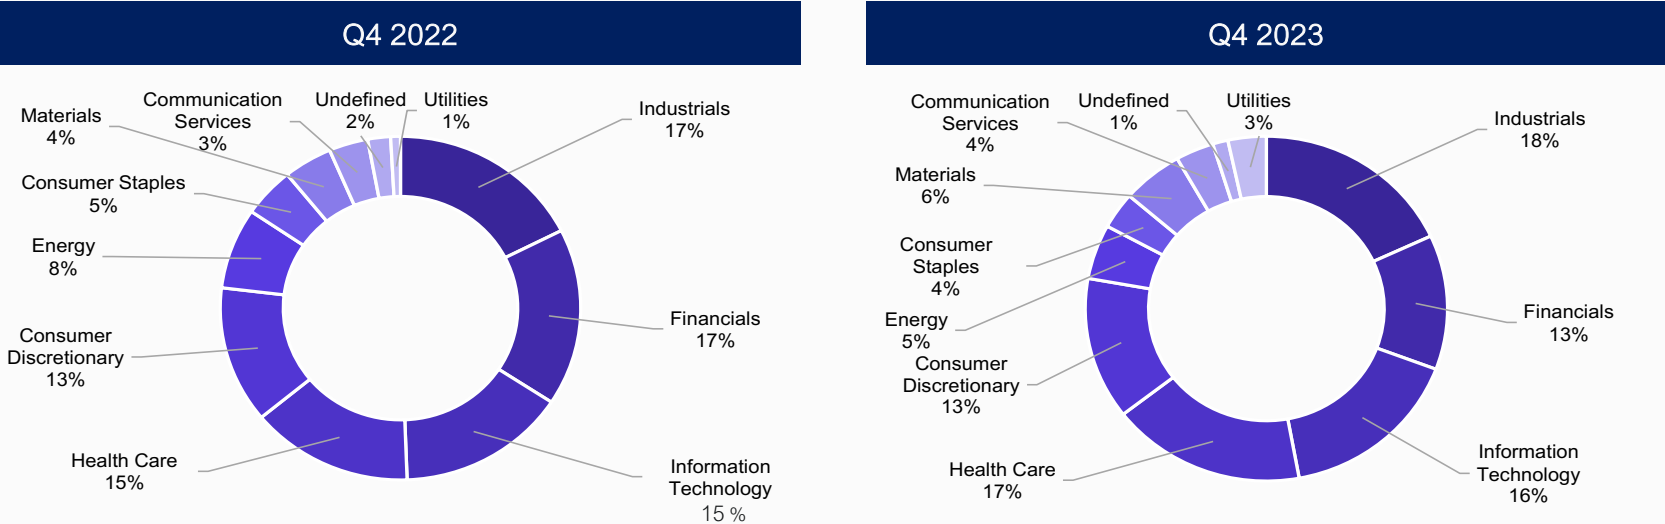 Q4 2022
Materials
4%
Communication
Services
3%
Undefined
2%
Utilities
1%
Industrials
17%
Consumer Staples
5%
Energy
8%
Consumer
Discretionary
13%
Financials
17%
Health Care
15%
Information
Technology
15 %
Q4 2023
Communication
Services
4%
Undefined
1%
Utilities
3%
Industrials
18%
Materials
6%
Consumer
Staples
4%
Energy
5%
Consumer
Discretionary
13%
Financials
13%
Health Care
17%
Information
Technology
16%